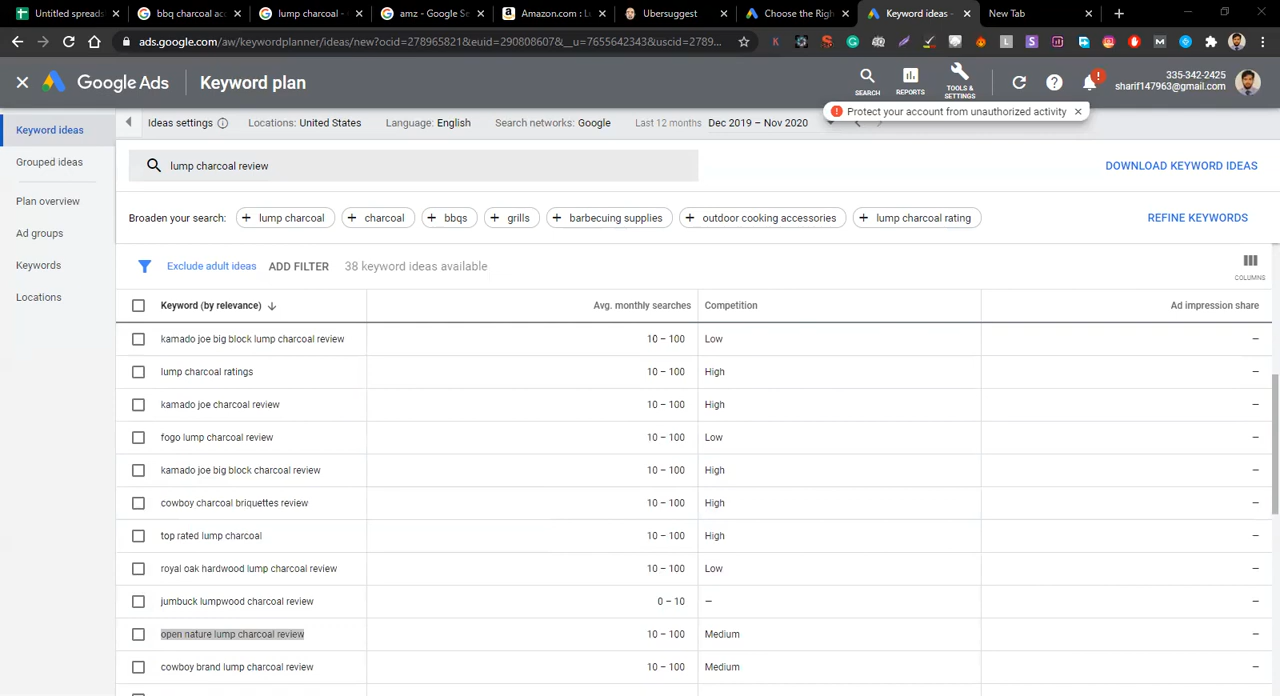 Untitled spreads
bbq charcoal ac
lump charcoal -
amz - Google Se
Amazon.com : Lu
Ubersuggest
Choose the Righ
Keyword ideas -
New Tab
ads.google.com/aw/keywordplanner/ideas/new?ocid=278965821&euid=290808607&__u=7655642343&uscid=2789...
Google Ads
Keyword plan
SEARCH
REPORTS
TOOLS &
SETTINGS
335-342-2425
sharif147963@gmail.com
Protect your account from unauthorized activity
Keyword ideas
Grouped ideas
Plan overview
Ad groups
Keywords
Locations
Ideas settings
Locations: United States
Language: English
Search networks: Google
Last 12 months Dec 2019 – Nov 2020
lump charcoal review
DOWNLOAD KEYWORD IDEAS
Broaden your search: + lump charcoal + charcoal + bbqs + grills + barbecuing supplies + outdoor cooking accessories + lump charcoal rating
REFINE KEYWORDS
Exclude adult ideas ADD FILTER 38 keyword ideas available
COLUMNS
Keyword (by relevance) Avg. monthly searches Competition Ad impression share
kamado joe big block lump charcoal review 10 – 100 Low –
lump charcoal ratings 10 – 100 High –
kamado joe charcoal review 10 – 100 High –
fogo lump charcoal review 10 – 100 Low –
kamado joe big block charcoal review 10 – 100 High –
cowboy charcoal briquettes review 10 – 100 High –
top rated lump charcoal 10 – 100 High –
royal oak hardwood lump charcoal review 10 – 100 Low –
jumbuck lumpwood charcoal review 0 – 10 – –
open nature lump charcoal review 10 – 100 Medium –
cowboy brand lump charcoal review 10 – 100 Medium –